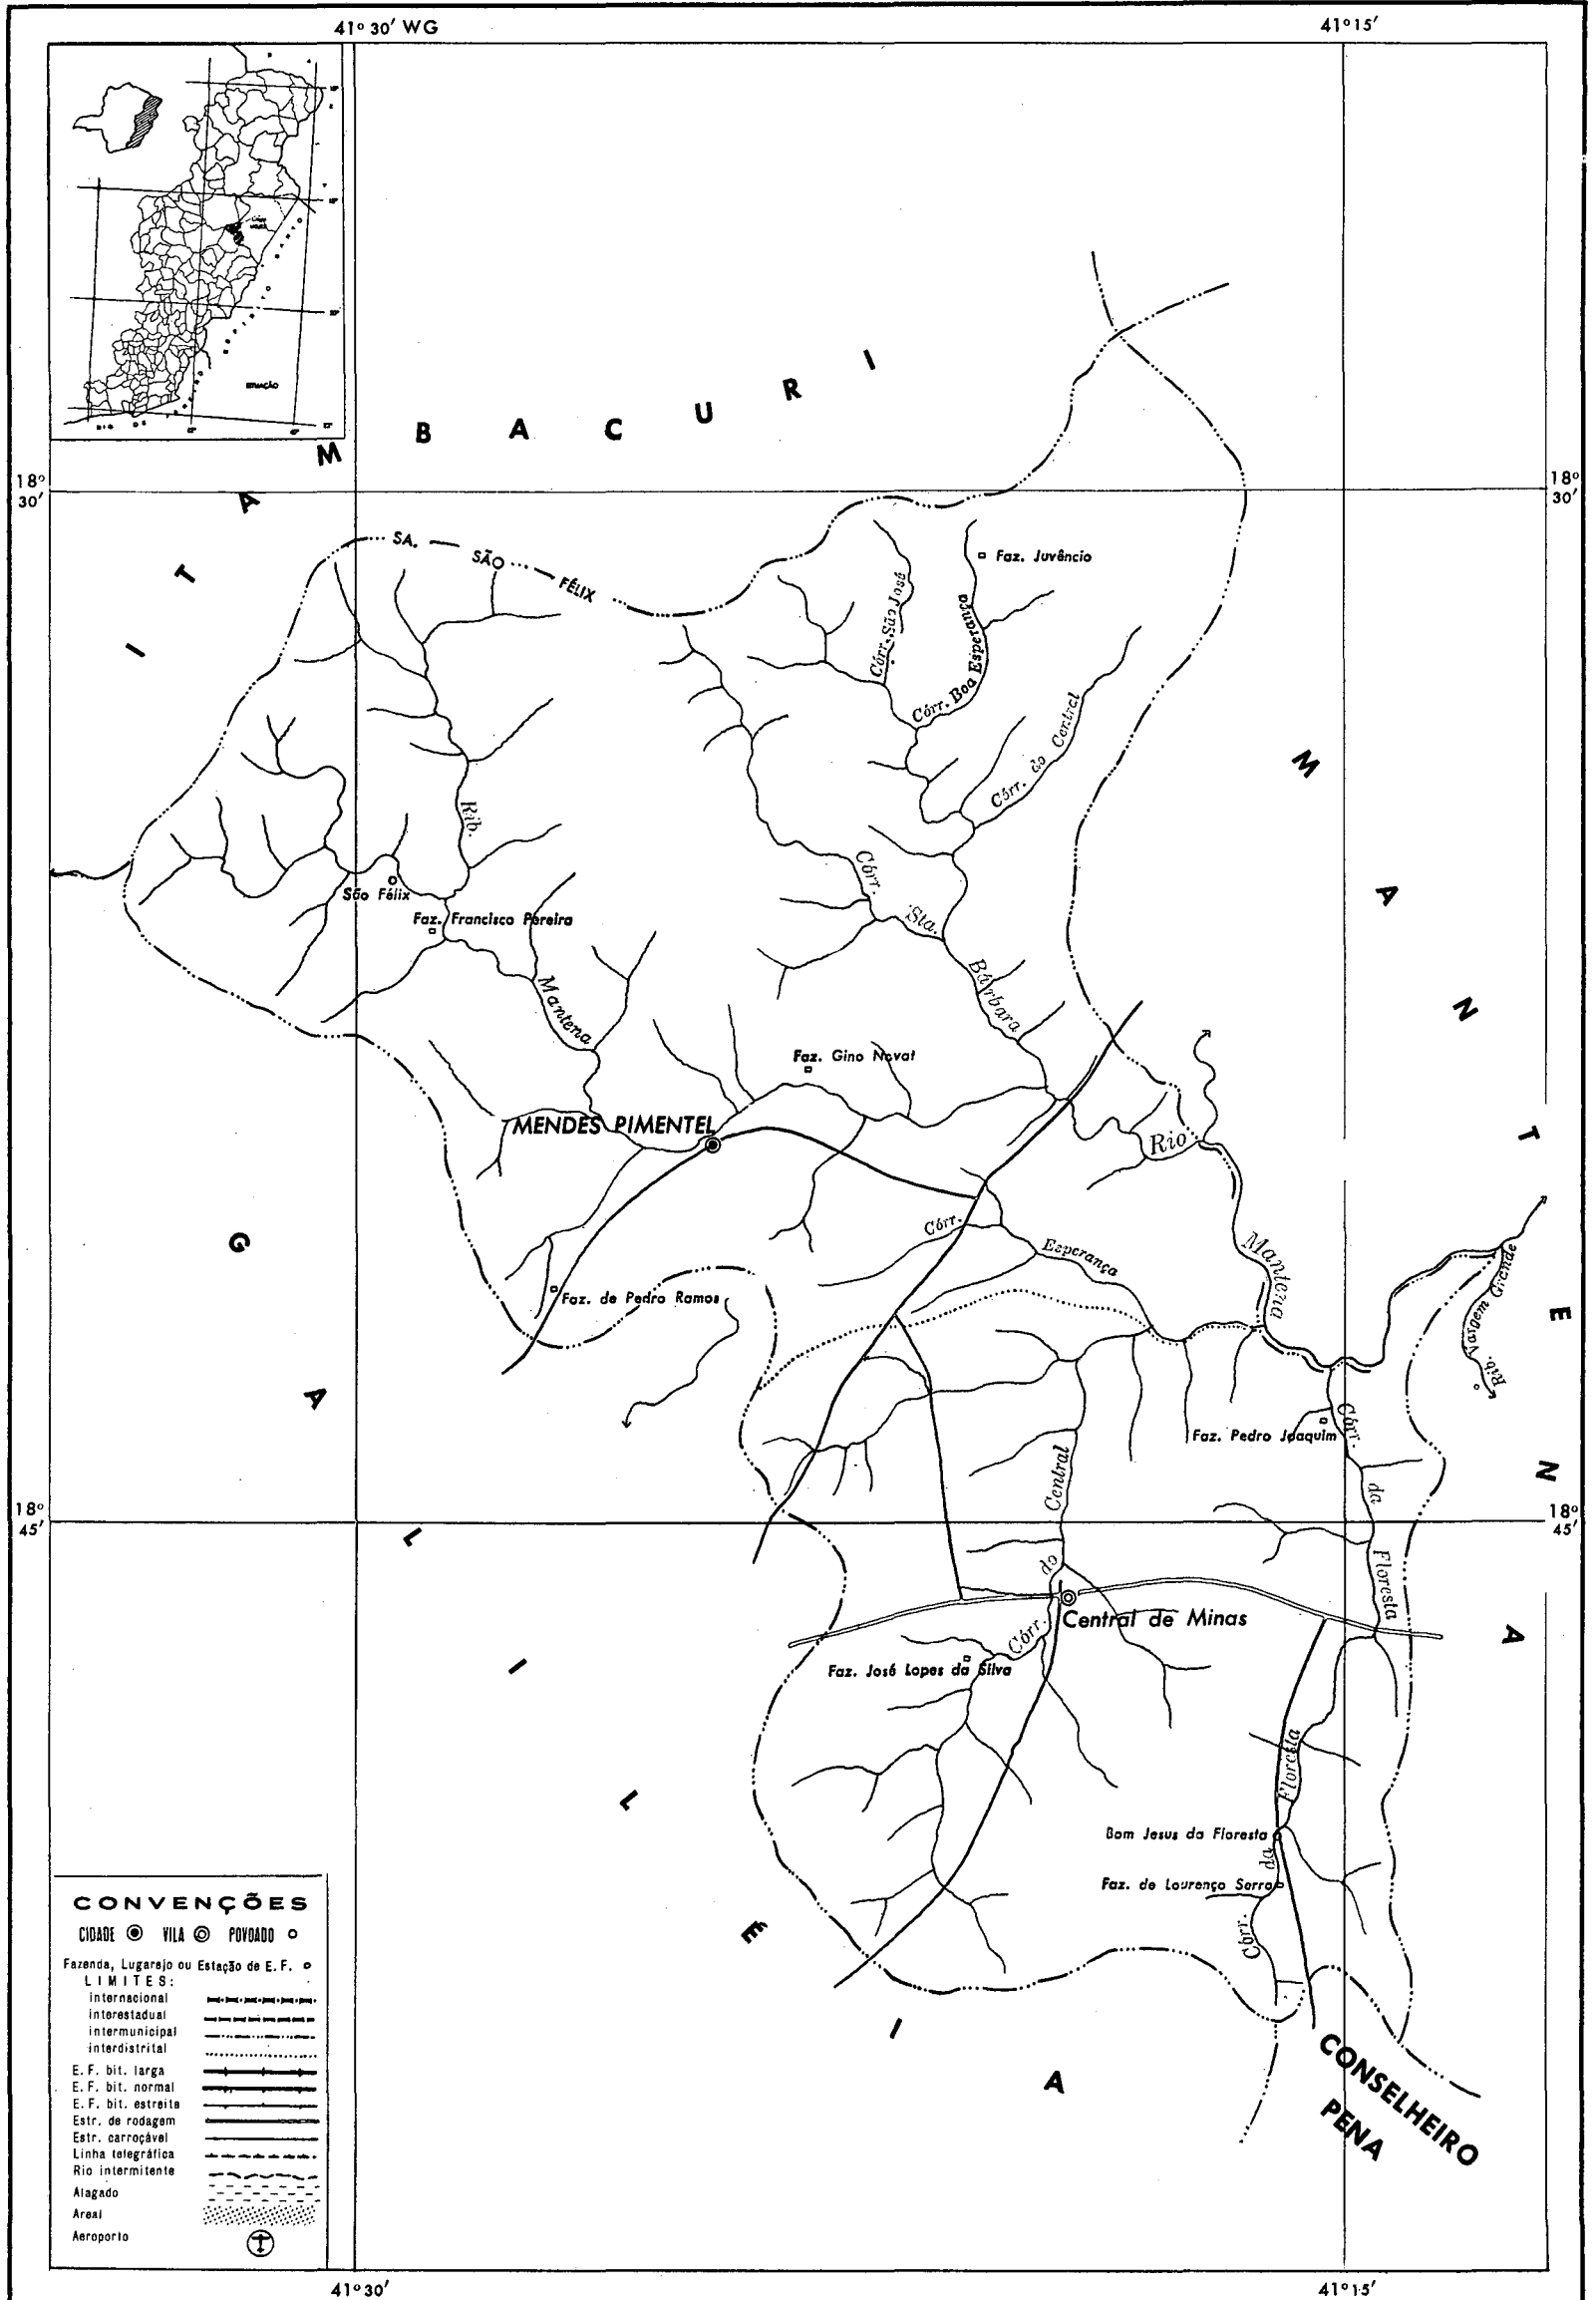 41° 30′ WG
41° 15′
SITUAÇÃO
ITAMBACURI
18°
30′
18°
30′
SA. SÃO FÉLIX
Faz. Juvêncio
Córr. São José
Córr. Boa Esperança
Córr. do Central
MANTENA
Rib.
São Félix
Faz. Francisco Pereira
Mantena
Córr. Sta. Bárbara
Faz. Gino Novat
MENDES PIMENTEL
Rio Mantena
Córr. Esperança
Faz. de Pedro Ramos
Rib. Vargem Grande
GALILÉIA
Faz. Pedro Joaquim
Córr. da Floresta
18°
45′
18°
45′
Córr. do Central
Central de Minas
Faz. José Lopes da Silva
Bom Jesus da Floresta
Faz. de Lourenço Serra
Córr. da Floresta
CONSELHEIRO
PENA
CONVENÇÕES
CIDADE VILA POVOADO
Fazenda, Lugarejo ou Estação de E. F.
LIMITES:
internacional
interestadual
intermunicipal
interdistrital
E. F. bit. larga
E. F. bit. normal
E. F. bit. estreita
Estr. de rodagem
Estr. carroçável
Linha telegráfica
Rio intermitente
Alagado
Areal
Aeroporto
41° 30′
41° 15′